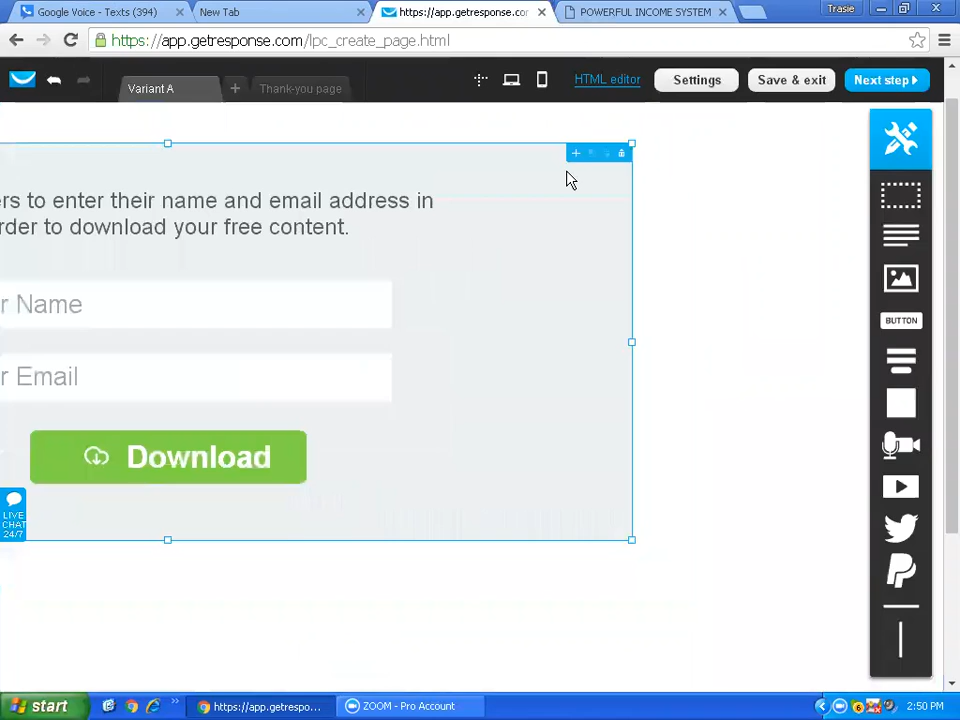 Google Voice - Texts (394)
New Tab
https://app.getresponse.co
POWERFUL INCOME SYSTEM
Trasie
https://app.getresponse.com/lpc_create_page.html
Variant A
Thank-you page
HTML editor
Settings
Save & exit
Next step
ers to enter their name and email address in
rder to download your free content.
r Name
r Email
Download
BUTTON
LIVE
CHAT
24/7
start
https://app.getrespo...
ZOOM - Pro Account
2:50 PM